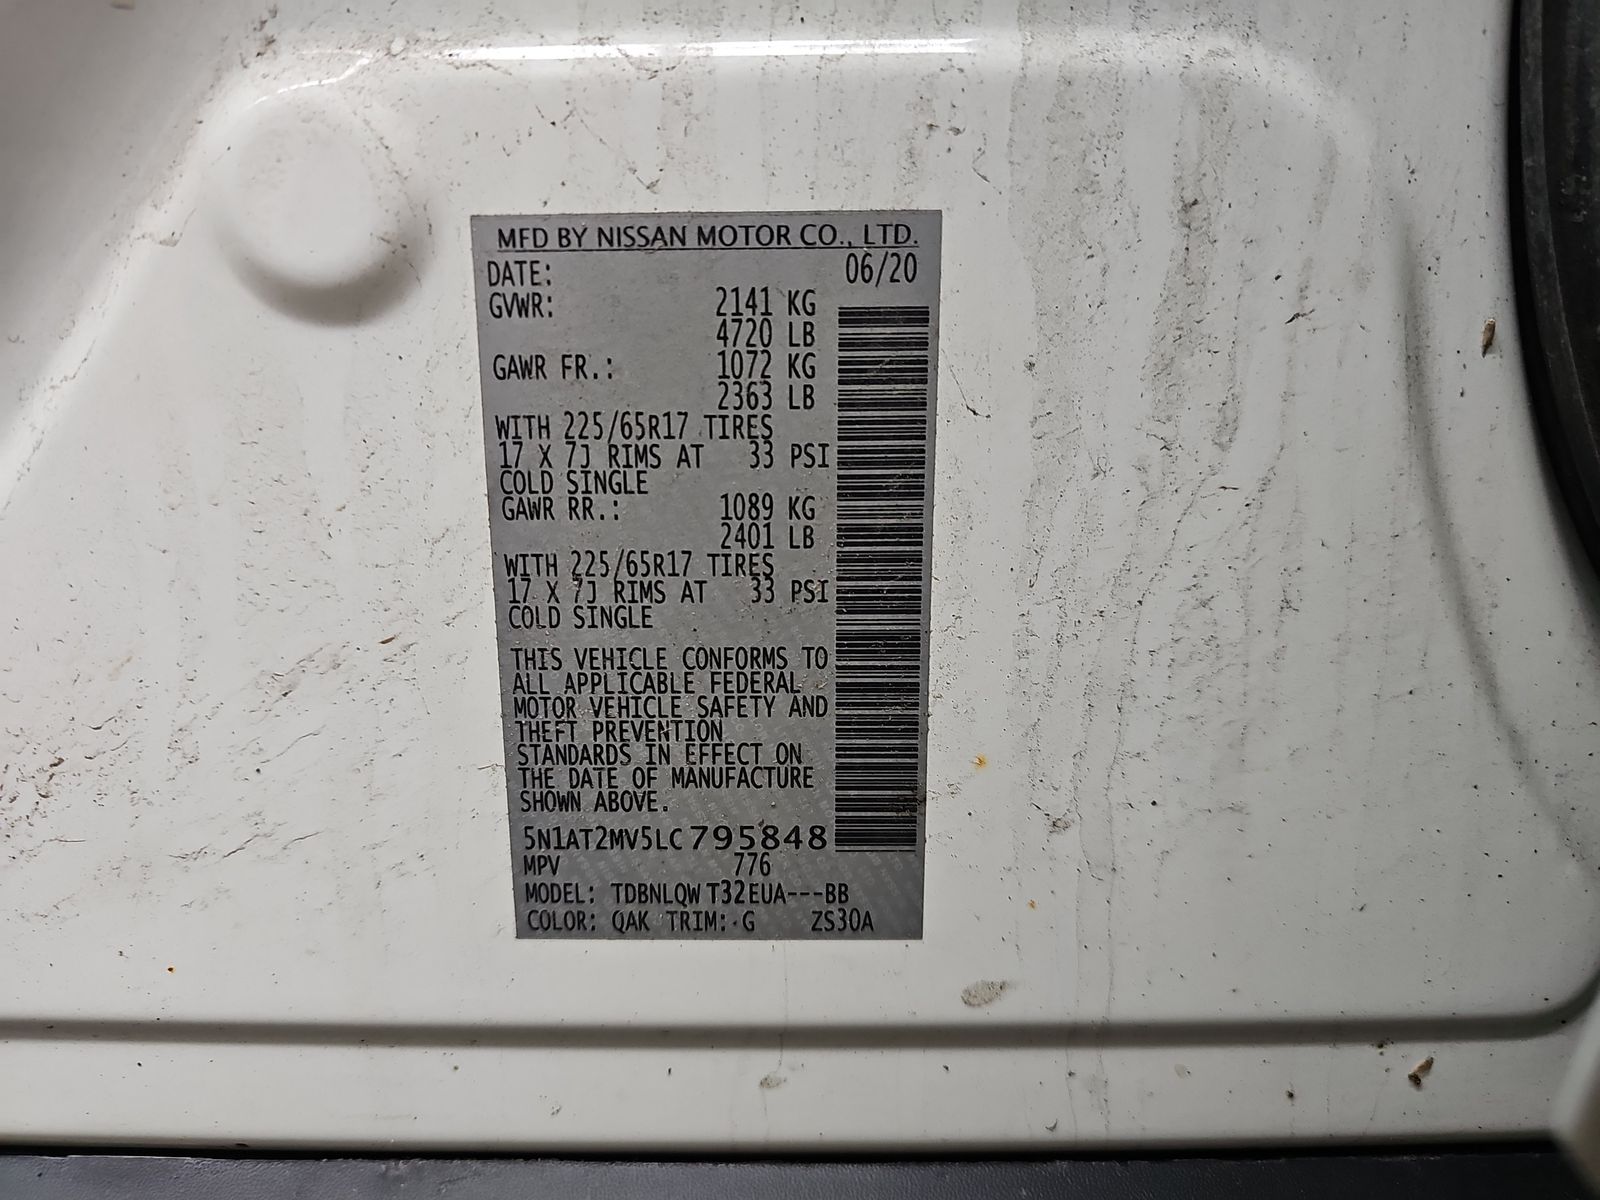 MFD BY NISSAN MOTOR CO., LTD.
DATE: 06/20
GVWR: 2141 KG
4720 LB
GAWR FR.: 1072 KG
2363 LB
WITH 225/65R17 TIRES
17 X 7J RIMS AT 33 PSI
COLD SINGLE
GAWR RR.: 1089 KG
2401 LB
WITH 225/65R17 TIRES
17 X 7J RIMS AT 33 PSI
COLD SINGLE
THIS VEHICLE CONFORMS TO
ALL APPLICABLE FEDERAL
MOTOR VEHICLE SAFETY AND
THEFT PREVENTION
STANDARDS IN EFFECT ON
THE DATE OF MANUFACTURE
SHOWN ABOVE.
5N1AT2MV5LC795848
MPV 776
MODEL: TDBNLQW T32EUA---BB
COLOR: QAK TRIM: G ZS30A